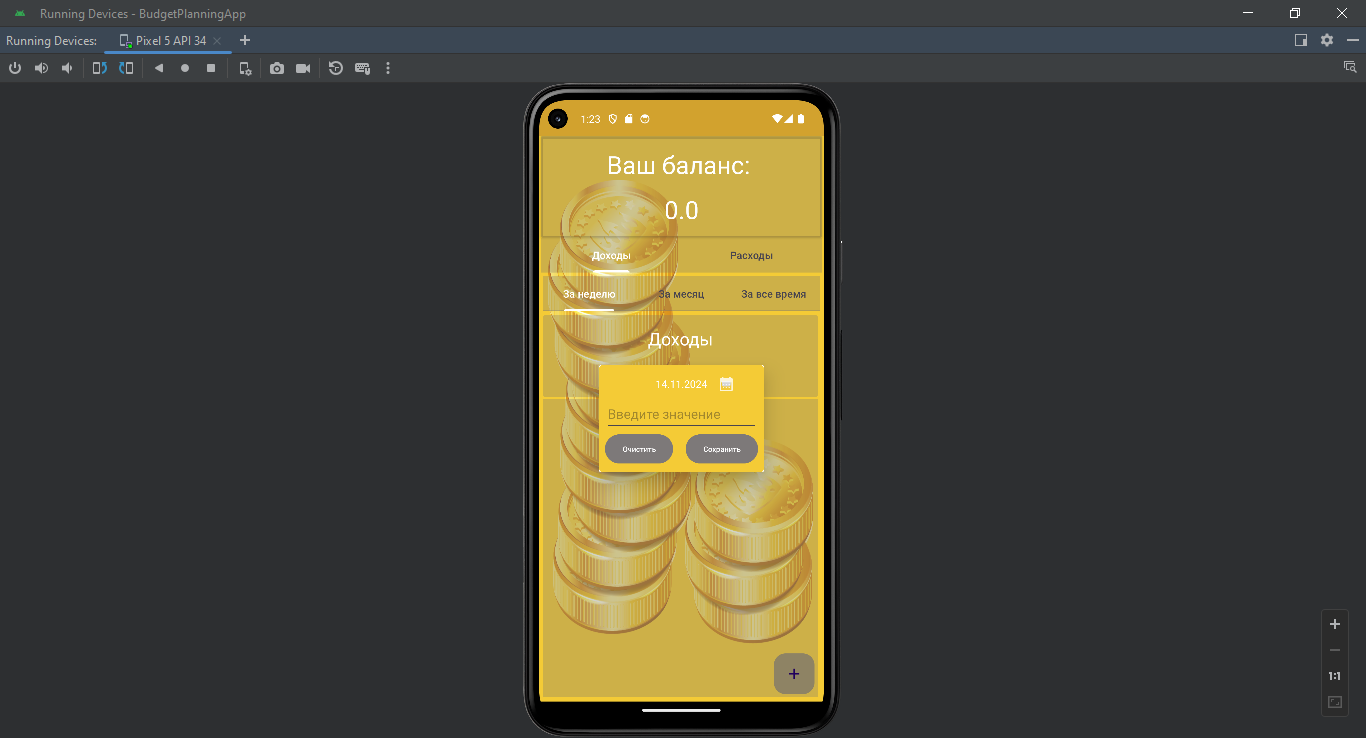 Running Devices - BudgetPlanningApp
Running Devices:
Pixel 5 API 34
1:23
Ваш баланс:
0.0
Доходы
Расходы
За неделю
За месяц
За все время
Доходы
14.11.2024
Введите значение
Очистить
Сохранить
+
1:1